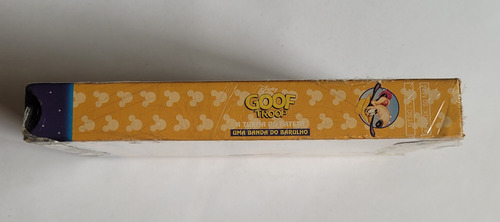 Disney
GOOF
TROOP
A TURMA DO PATETA
UMA BANDA DO BARULHO